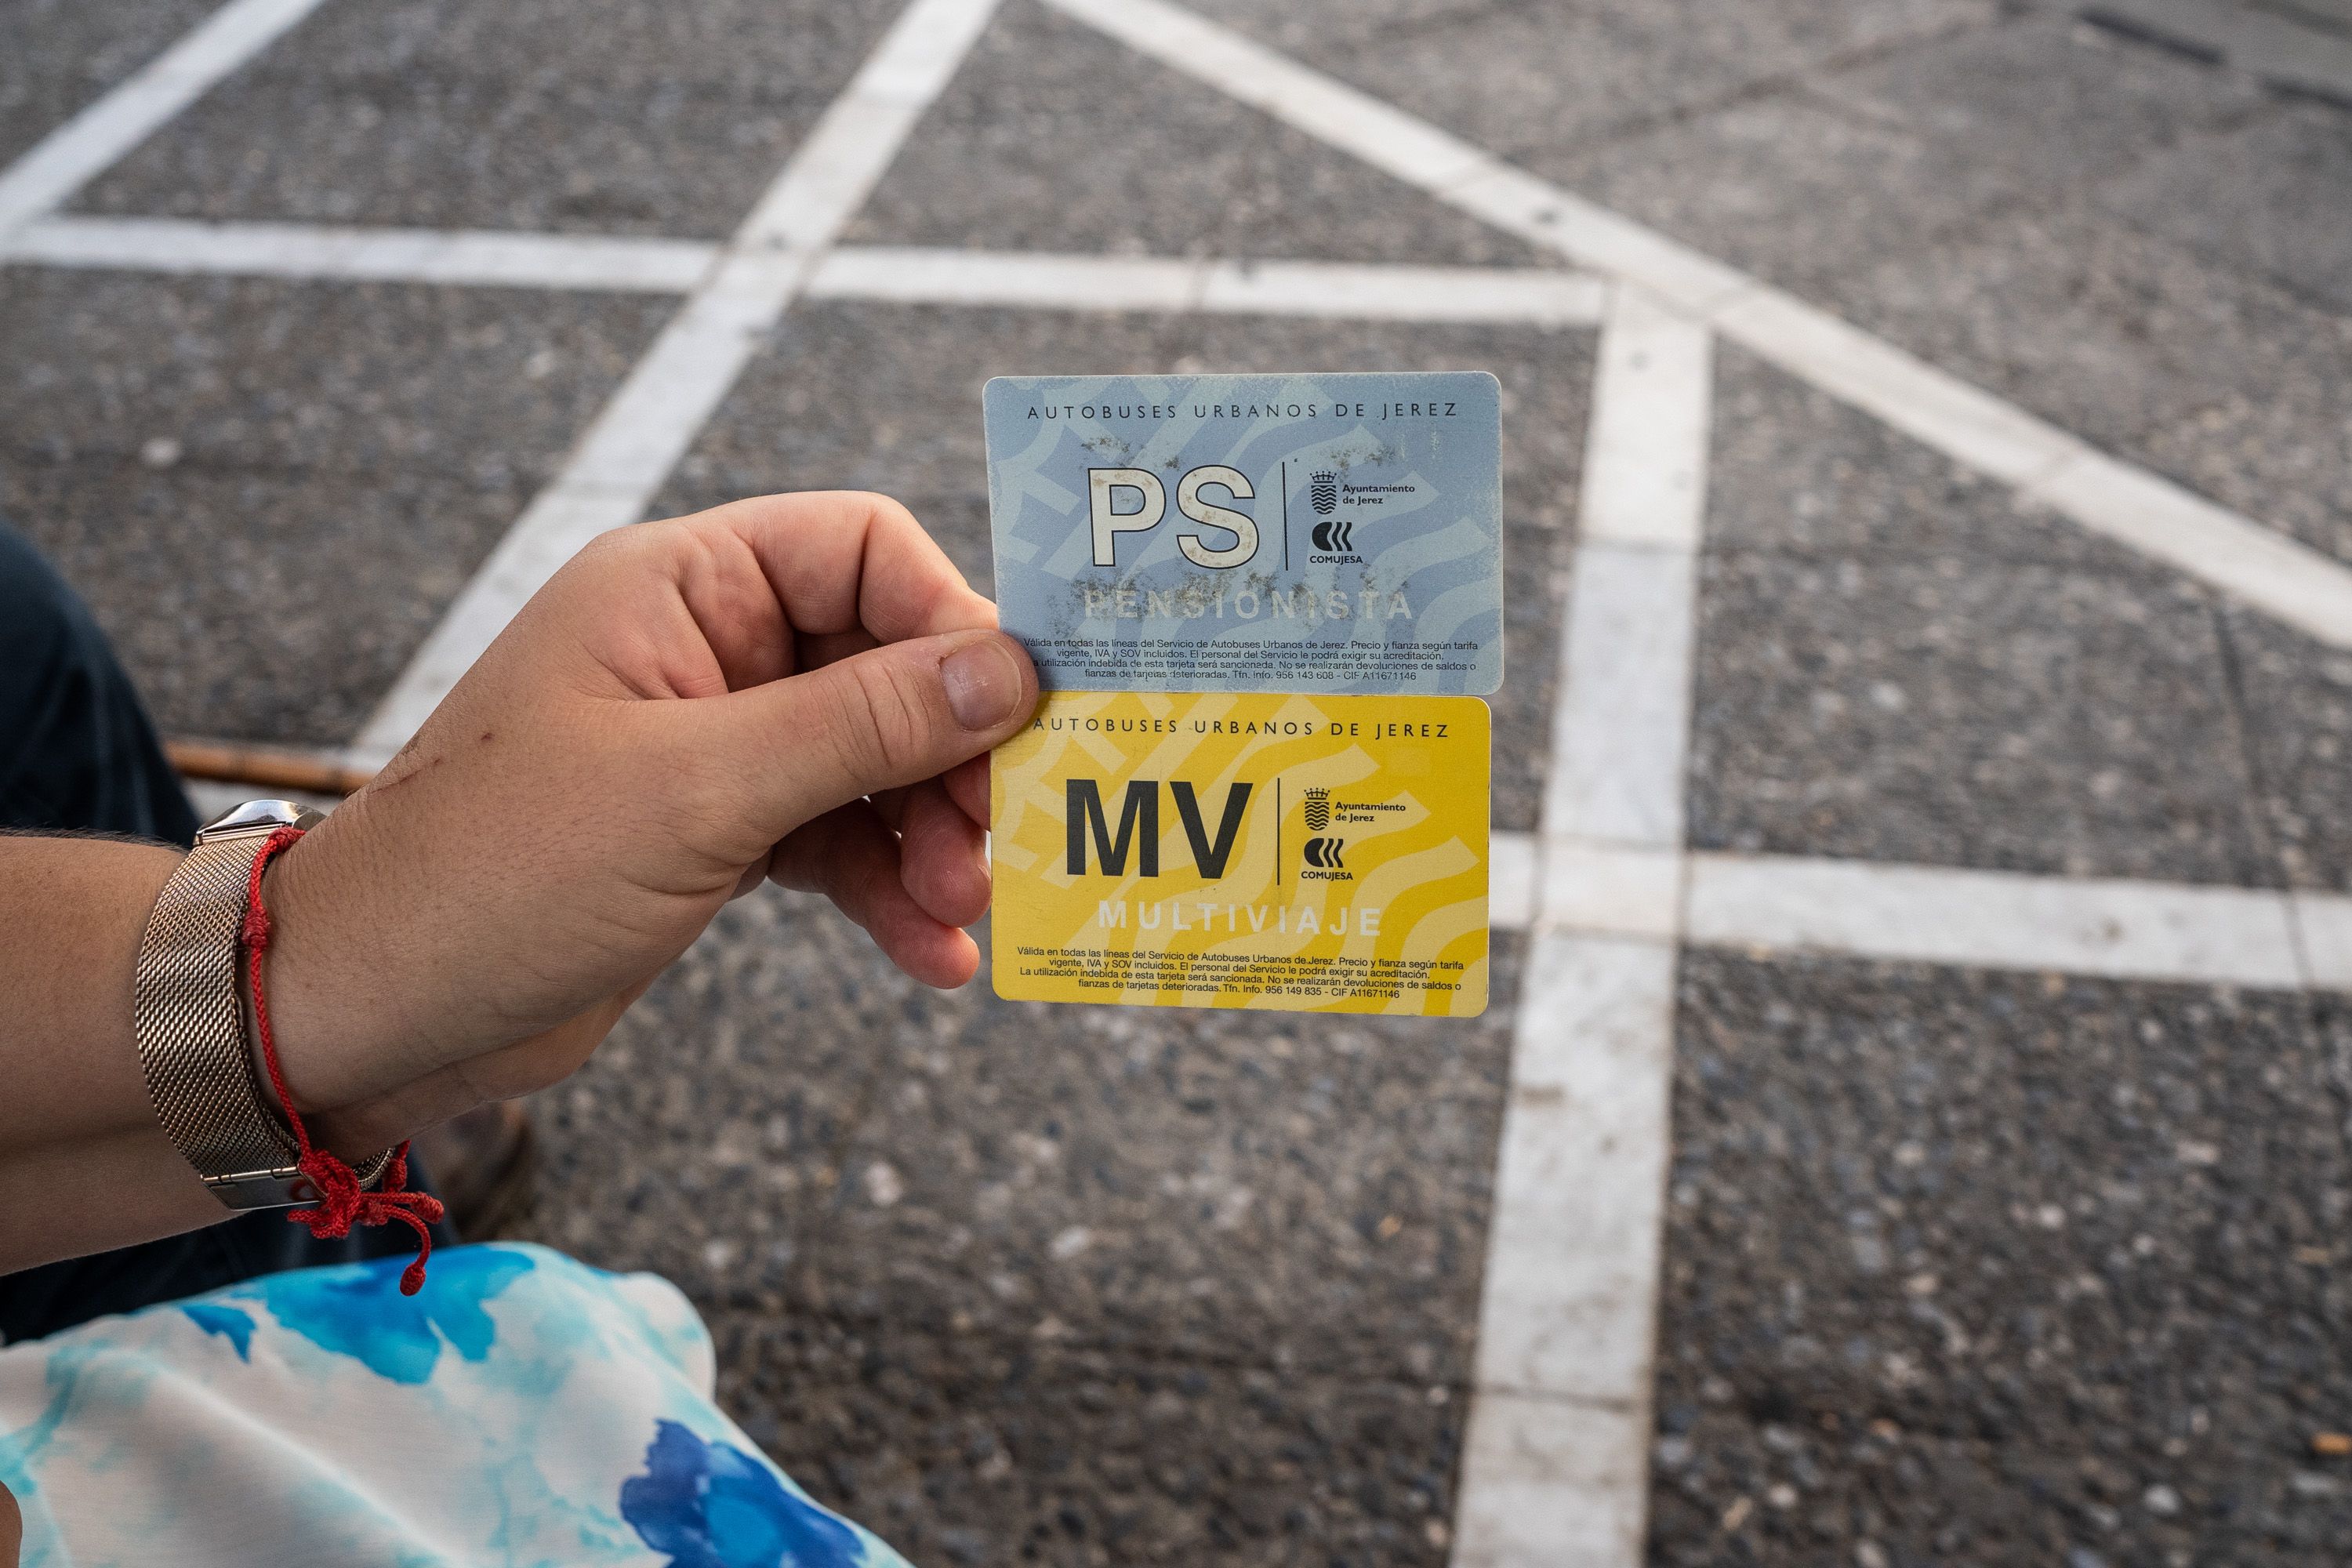 AUTOBUSES URBANOS DE JEREZ
PS
Ayuntamiento
de Jerez
COMUJESA
PENSIONISTA
Válida en todas las líneas del Servicio de Autobuses Urbanos de Jerez. Precio y fianza según tarifa
vigente, IVA y SOV incluidos. El personal del Servicio le podrá exigir su acreditación.
utilización indebida de esta tarjeta será sancionada. No se realizarán devoluciones de saldos o
fianzas de tarjetas deterioradas. Tfn. Info. 956 143 608 - CIF A11671146
AUTOBUSES URBANOS DE JEREZ
MV
Ayuntamiento
de Jerez
COMUJESA
MULTIVIAJE
Válida en todas las líneas del Servicio de Autobuses Urbanos de Jerez. Precio y fianza según tarifa
vigente, IVA y SOV incluidos. El personal del Servicio le podrá exigir su acreditación.
La utilización indebida de esta tarjeta será sancionada. No se realizarán devoluciones de saldos o
fianzas de tarjetas deterioradas. Tfn. Info. 956 149 835 - CIF A11671146